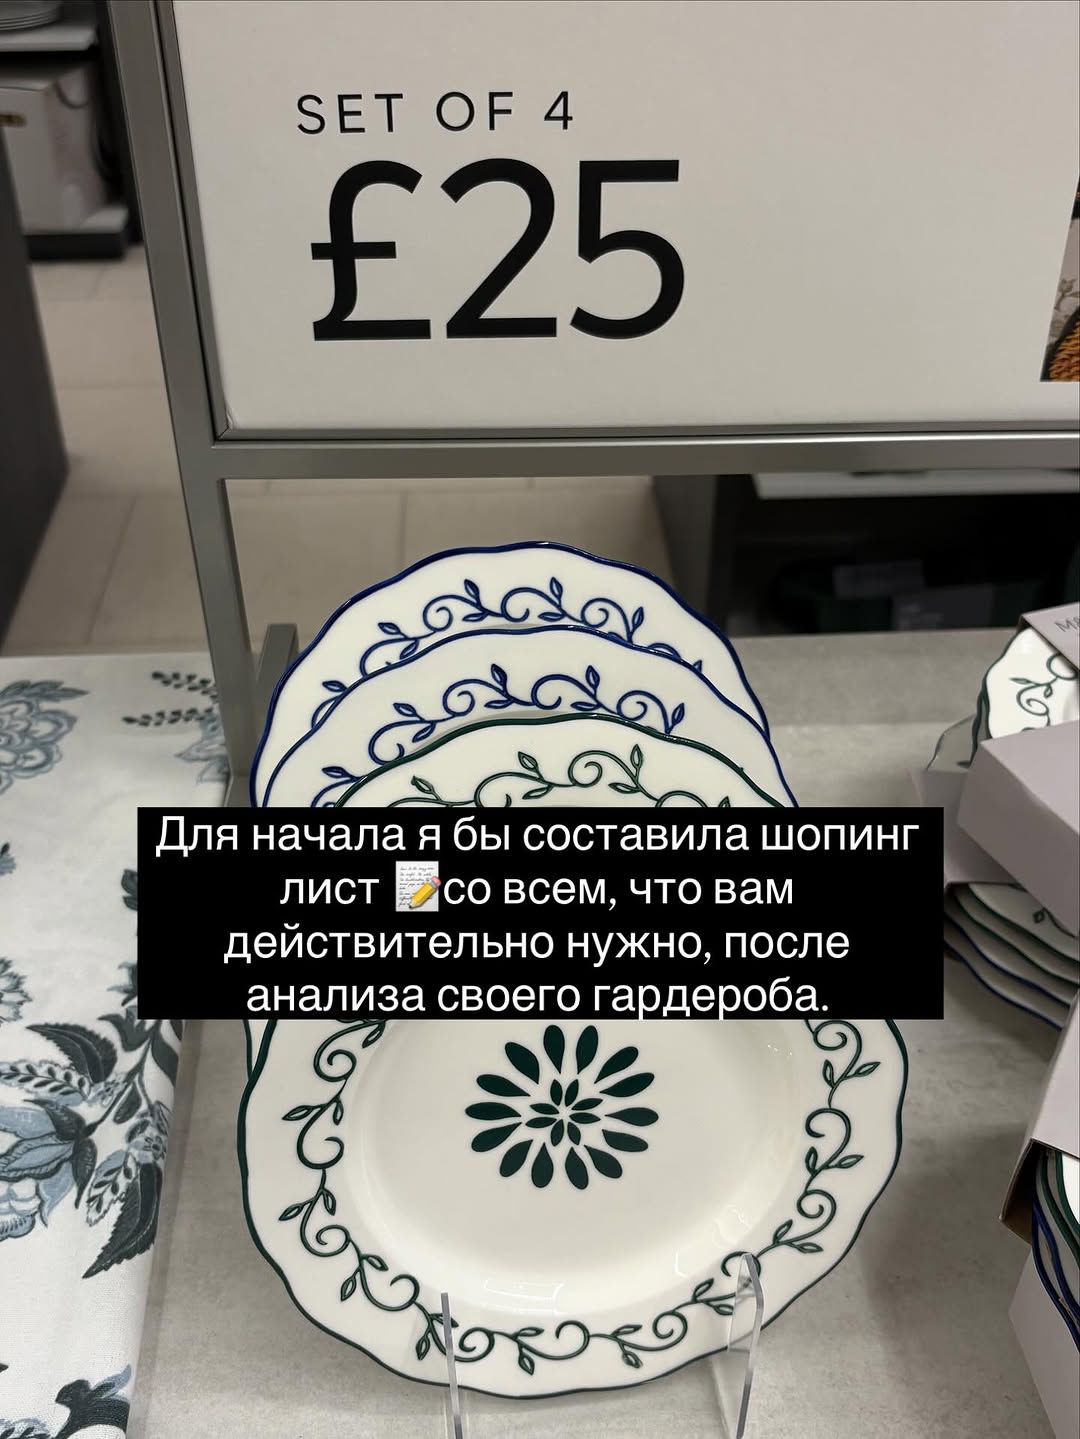 SET OF 4
£25
Для начала я бы составила шопинг
лист 📝со всем, что вам
действительно нужно, после
анализа своего гардероба.